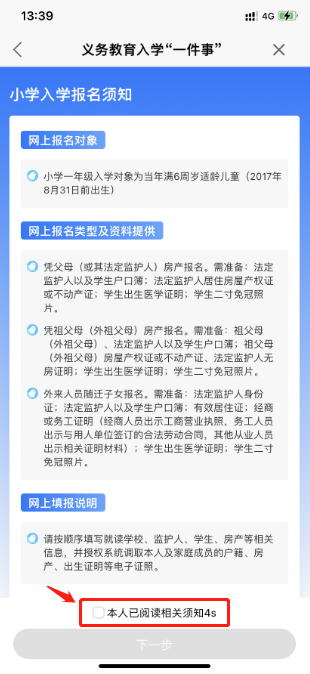 13:39
4G
义务教育入学“一件事”
小学入学报名须知
网上报名对象
小学一年级入学对象为当年满6周岁适龄儿童（2017年
8月31日前出生）
网上报名类型及资料提供
凭父母（或其法定监护人）房产报名。需准备：法定
监护人以及学生户口簿；法定监护人居住房屋产权证
或不动产证；学生出生医学证明；学生二寸免冠照
片。
凭祖父母（外祖父母）房产报名。需准备：祖父母
（外祖父母）、法定监护人以及学生户口簿；祖父母
（外祖父母）房屋产权证或不动产证、法定监护人无
房证明；学生出生医学证明；学生二寸免冠照片。
外来人员随迁子女报名。需准备：法定监护人身份
证；法定监护人以及学生户口簿；有效居住证；经商
或务工证明（经商人员出示工商营业执照，务工人员
出示与用人单位签订的合法劳动合同，其他从业人员
出示相关证明材料）；学生出生医学证明；学生二寸
免冠照片。
网上填报说明
请按顺序填写就读学校、监护人、学生、房产等相关
信息，并授权系统调取本人及家庭成员的户籍、房
产、出生证明等电子证照。
本人已阅读相关须知4s
下一步